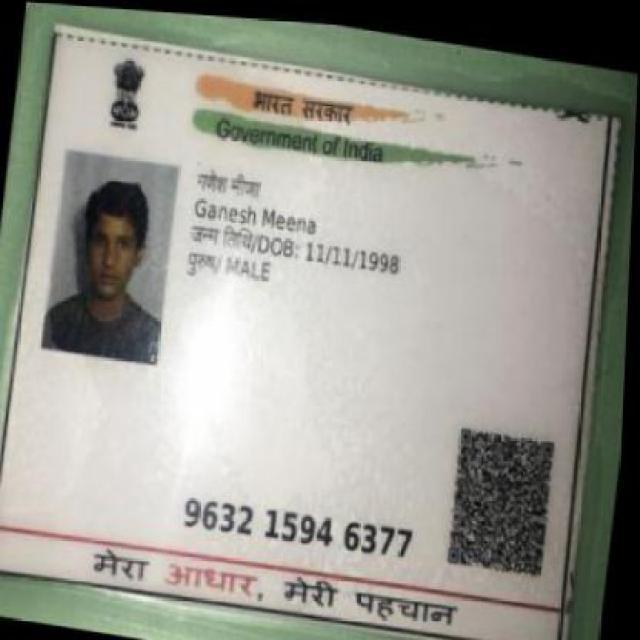 भारत सरकार
Government of India
गणेश मीणा
Ganesh Meena
जन्म तिथि/DOB: 11/11/1998
पुरुष/ MALE
9632 1594 6377
मेरा आधार, मेरी पहचान